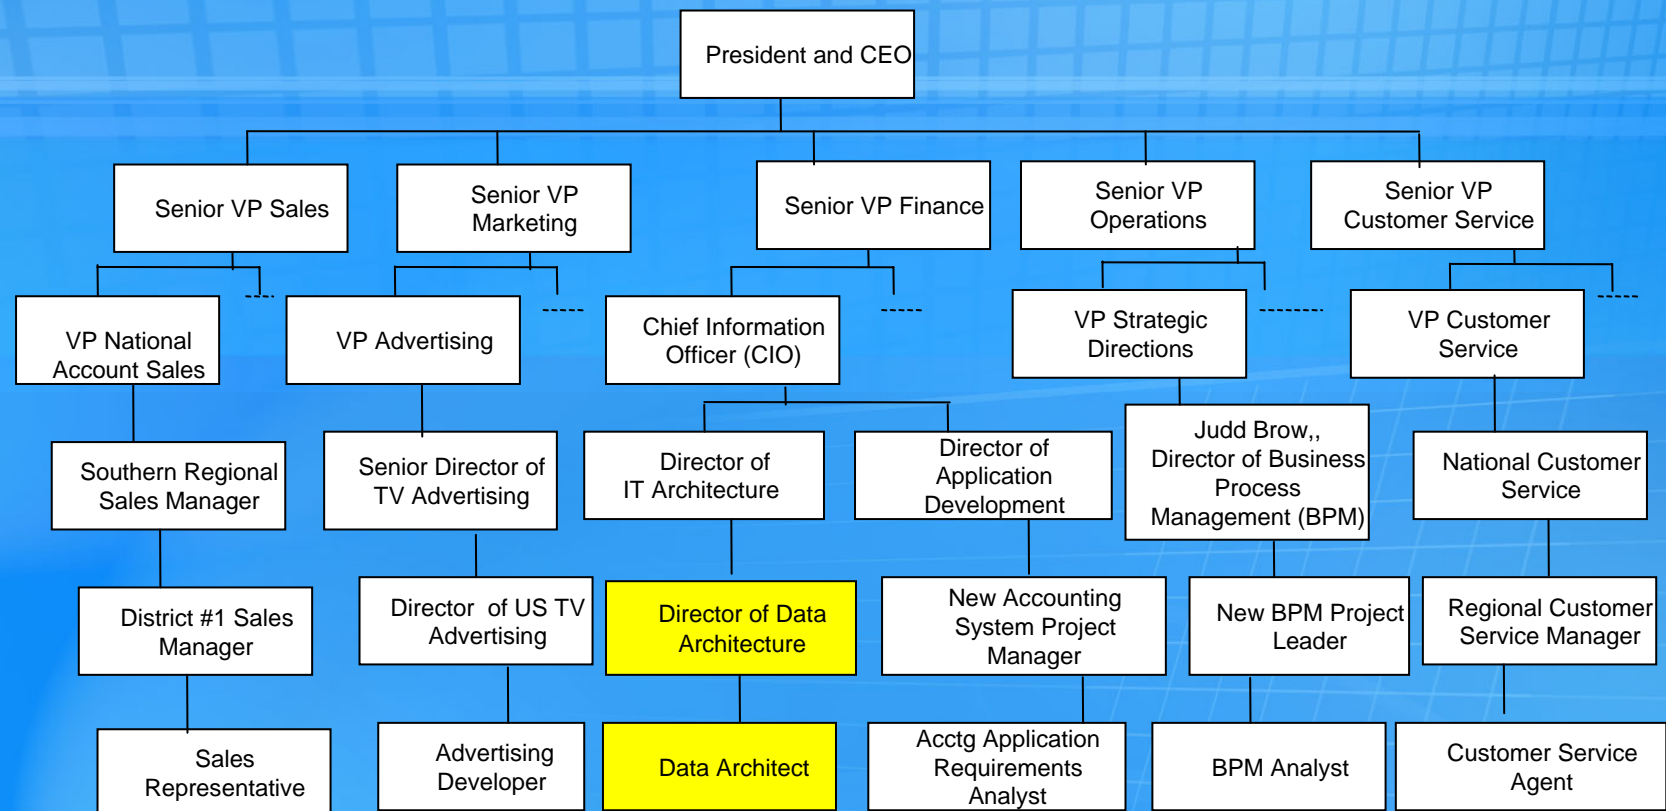 President and CEO
Senior VP Sales
Senior VP
Marketing
Senior VP Finance
Senior VP
Operations
Senior VP
Customer Service
VP National
Account Sales
VP Advertising
Chief Information
Officer (CIO)
VP Strategic
Directions
VP Customer
Service
Southern Regional
Sales Manager
Senior Director of
TV Advertising
Director of
IT Architecture
Director of
Application
Development
Judd Brow,,
Director of Business
Process
Management (BPM)
National Customer
Service
District #1 Sales
Manager
Director of US TV
Advertising
Director of Data
Architecture
New Accounting
System Project
Manager
New BPM Project
Leader
Regional Customer
Service Manager
Sales
Representative
Advertising
Developer
Data Architect
Acctg Application
Requirements
Analyst
BPM Analyst
Customer Service
Agent